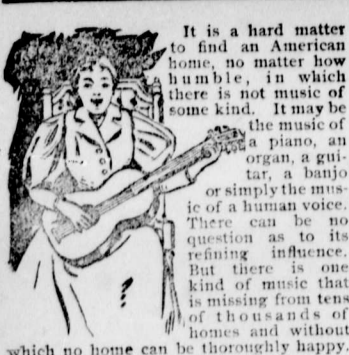 It is a hard matter
to find an American
home, no matter how
humble, in which
there is not music of
some kind. It may be
the music of
a piano, an
organ, a gui-
tar, a banjo
or simply the mus-
ic of a human voice.
There can be no
question as to its
refining influence.
But there is one
kind of music that
is missing from tens
of thousands of
homes and without
which no home can be thoroughly happy.